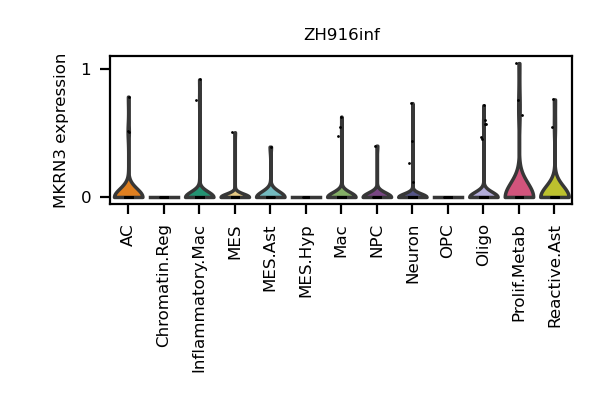 ZH916inf
MKRN3 expression
1
0
AC
Chromatin.Reg
Inflammatory.Mac
MES
MES.Ast
MES.Hyp
Mac
NPC
Neuron
OPC
Oligo
Prolif.Metab
Reactive.Ast